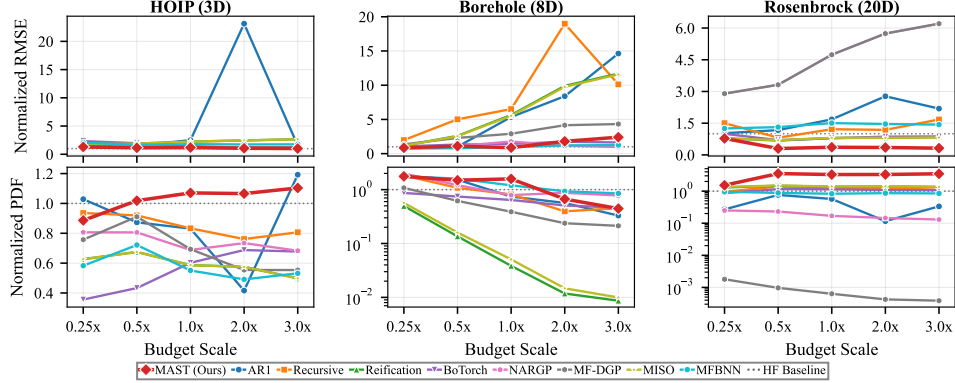 HOIP (3D)
Borehole (8D)
Rosenbrock (20D)
Normalized RMSE
20
15
10
5
0
20
15
10
5
0
6.0
4.5
3.0
1.5
0.0
Normalized PDF
1.2
1.0
0.8
0.6
0.4
10⁰
10⁻¹
10⁻²
10⁰
10⁻¹
10⁻²
10⁻³
0.25x 0.5x 1.0x 2.0x 3.0x
0.25x 0.5x 1.0x 2.0x 3.0x
0.25x 0.5x 1.0x 2.0x 3.0x
Budget Scale
Budget Scale
Budget Scale
MAST (Ours) AR1 Recursive Reification BoTorch NARGP MF-DGP MISO MFBNN HF Baseline